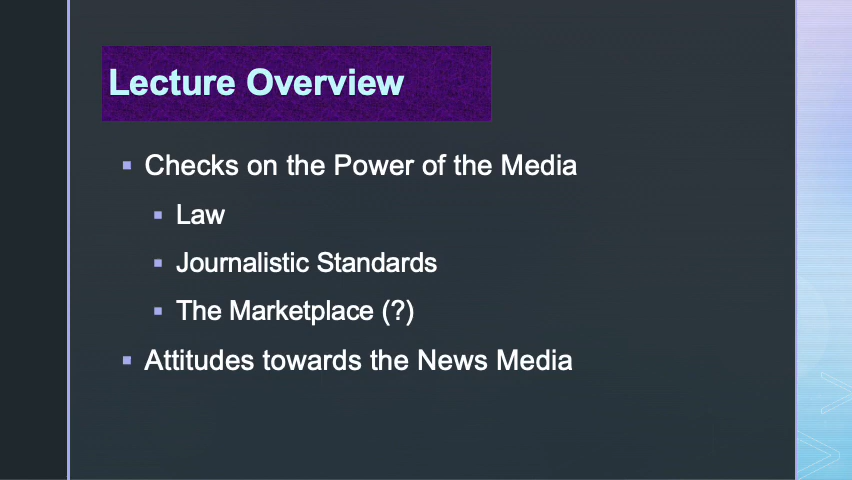 Lecture Overview
Checks on the Power of the Media
Law
Journalistic Standards
The Marketplace (?)
Attitudes towards the News Media